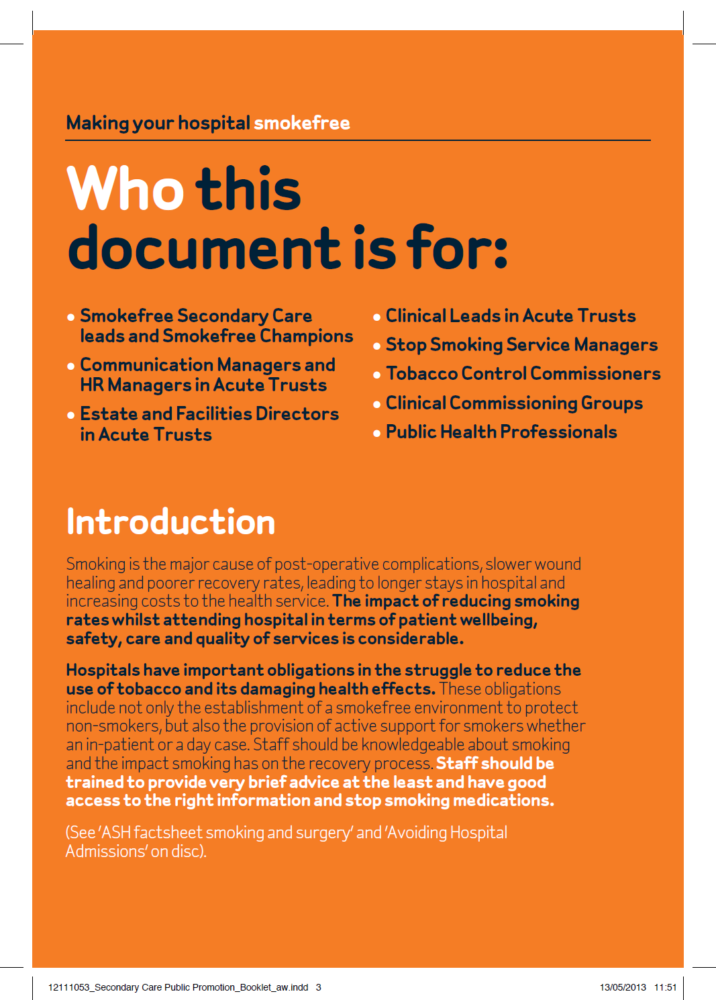 Making your hospital smokefree
Who this
document is for:
• Smokefree Secondary Care
leads and Smokefree Champions
• Communication Managers and
HR Managers in Acute Trusts
• Estate and Facilities Directors
in Acute Trusts
• Clinical Leads in Acute Trusts
• Stop Smoking Service Managers
• Tobacco Control Commissioners
• Clinical Commissioning Groups
• Public Health Professionals
Introduction
Smoking is the major cause of post-operative complications, slower wound
healing and poorer recovery rates, leading to longer stays in hospital and
increasing costs to the health service. The impact of reducing smoking
rates whilst attending hospital in terms of patient wellbeing,
safety, care and quality of services is considerable.
Hospitals have important obligations in the struggle to reduce the
use of tobacco and its damaging health effects. These obligations
include not only the establishment of a smokefree environment to protect
non-smokers, but also the provision of active support for smokers whether
an in-patient or a day case. Staff should be knowledgeable about smoking
and the impact smoking has on the recovery process. Staff should be
trained to provide very brief advice at the least and have good
access to the right information and stop smoking medications.
(See 'ASH factsheet smoking and surgery' and 'Avoiding Hospital
Admissions' on disc).
12111053_Secondary Care Public Promotion_Booklet_aw.indd 3
13/05/2013 11:51